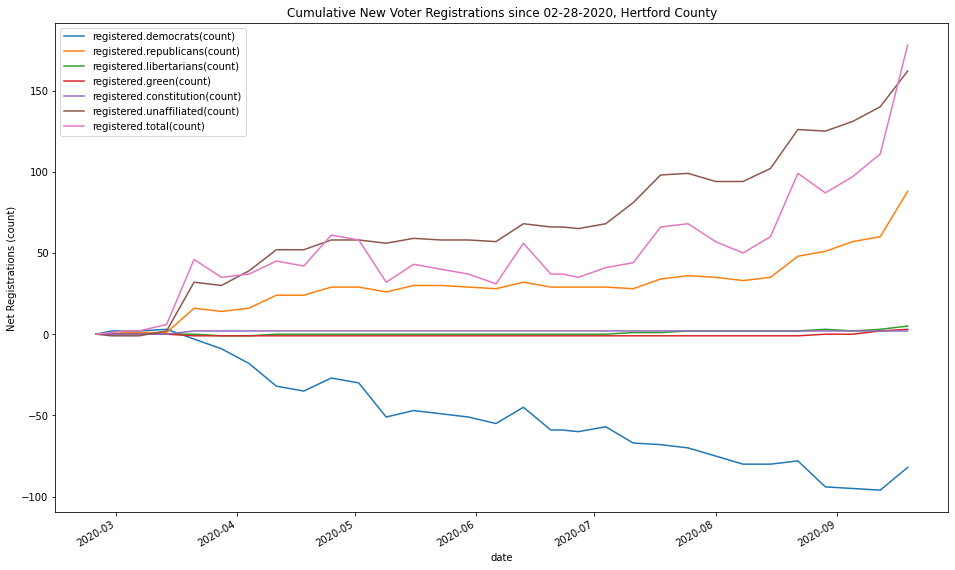 Cumulative New Voter Registrations since 02-28-2020, Hertford County
registered.democrats(count)
registered.republicans(count)
registered.libertarians(count)
registered.green(count)
registered.constitution(count)
registered.unaffiliated(count)
registered.total(count)
Net Registrations (count)
150
100
50
0
−50
−100
2020-03
2020-04
2020-05
2020-06
2020-07
2020-08
2020-09
date